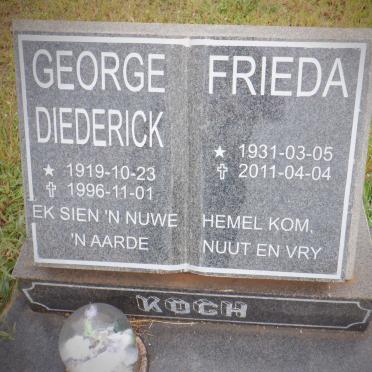 GEORGE
DIEDERICK
★ 1919-10-23
✝ 1996-11-01
EK SIEN 'N NUWE
'N AARDE
FRIEDA
★ 1931-03-05
✝ 2011-04-04
HEMEL KOM,
NUUT EN VRY
KOCH